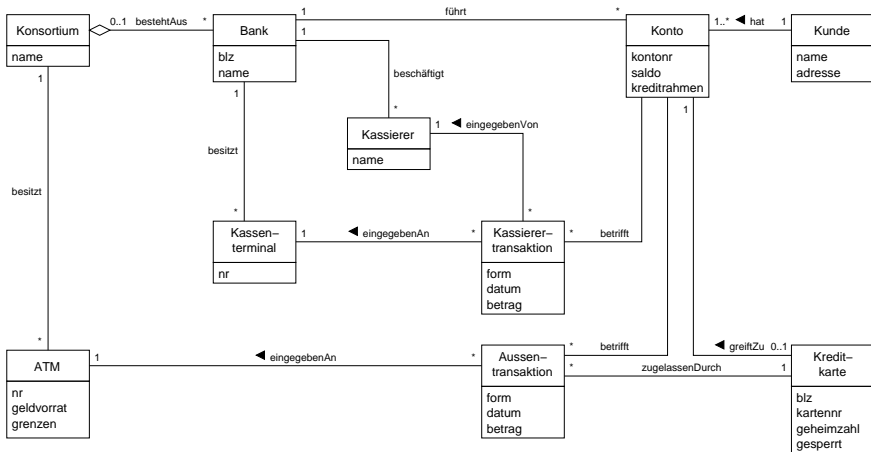 Konsortium
name
0..1 bestehtAus *
Bank
blz
name
1 führt *
Konto
kontonr
saldo
kreditrahmen
1..* ◀ hat 1
Kunde
name
adresse
1
beschäftigt
*
Kassierer
name
1 ◀ eingegebenVon
*
1
besitzt
*
Kassen–
terminal
nr
1 ◀ eingegebenAn *
Kassierer–
transaktion
form
datum
betrag
* betrifft
1
besitzt
*
ATM
nr
geldvorrat
grenzen
1 ◀ eingegebenAn *
Aussen–
transaktion
form
datum
betrag
* betrifft
* zugelassenDurch 1
1
◀ greiftZu 0..1
Kredit–
karte
blz
kartennr
geheimzahl
gesperrt